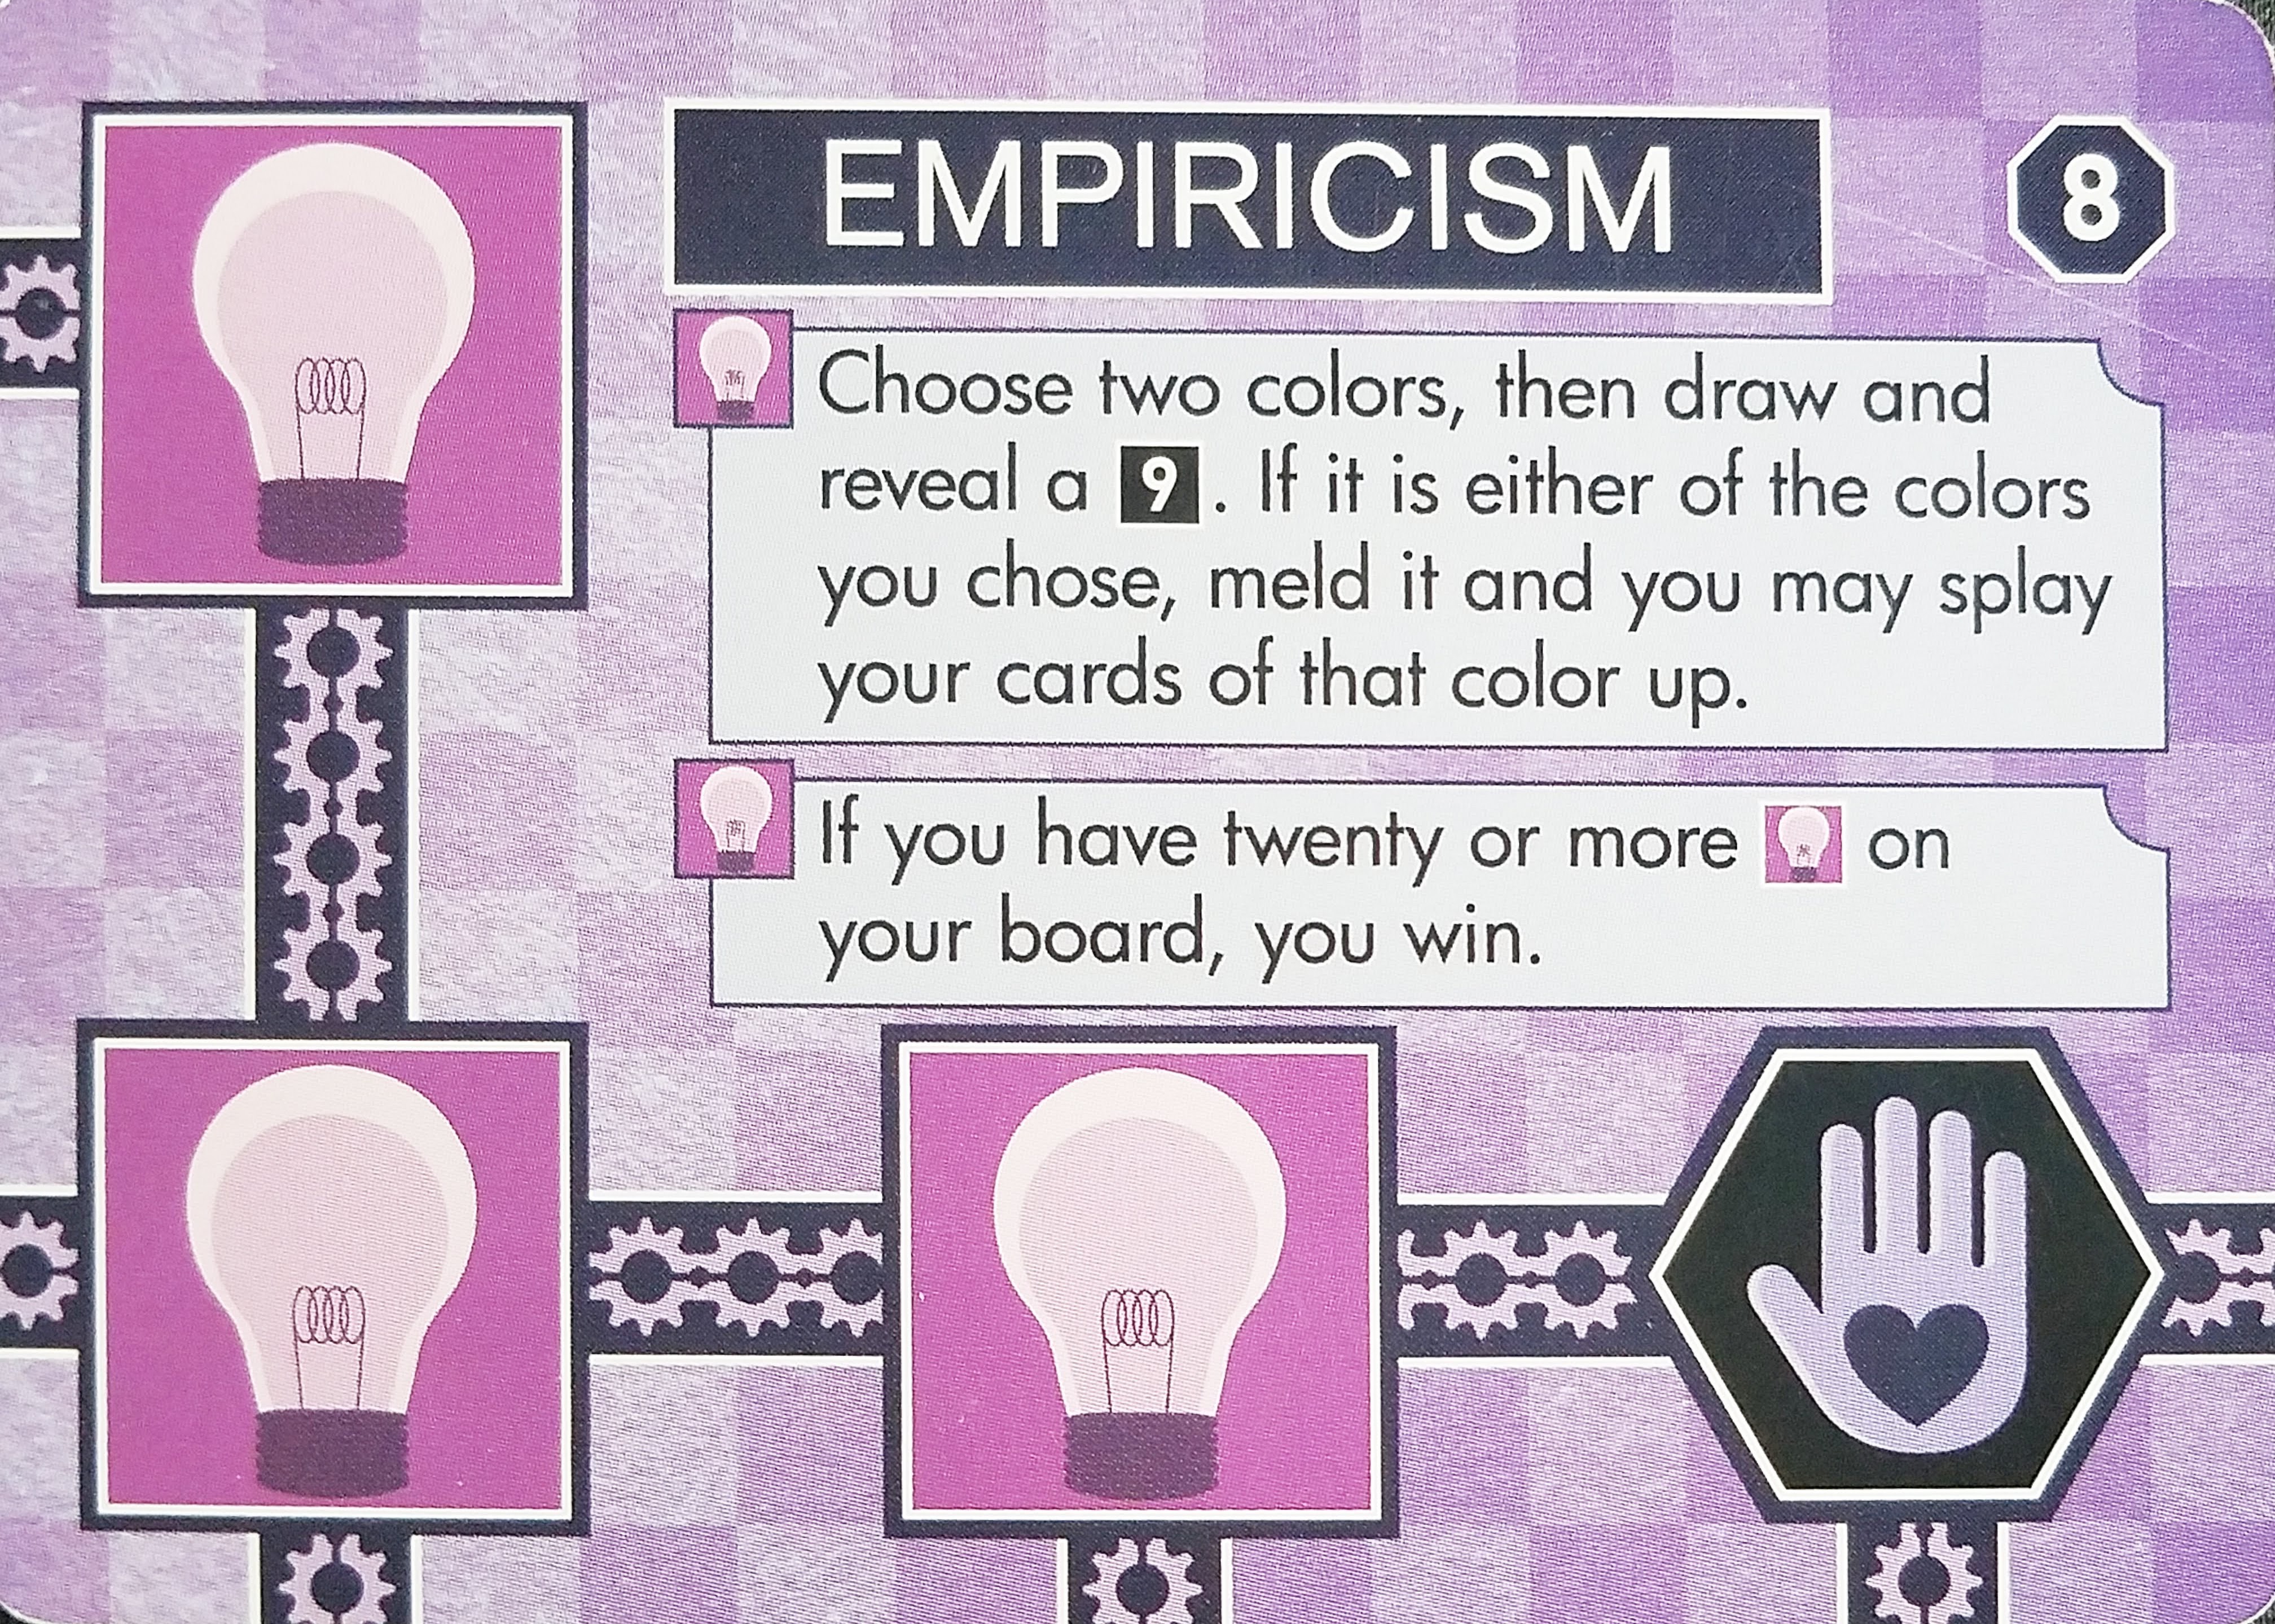 EMPIRICISM
8
Choose two colors, then draw and
reveal a 9. If it is either of the colors
you chose, meld it and you may splay
your cards of that color up.
If you have twenty or more on
your board, you win.